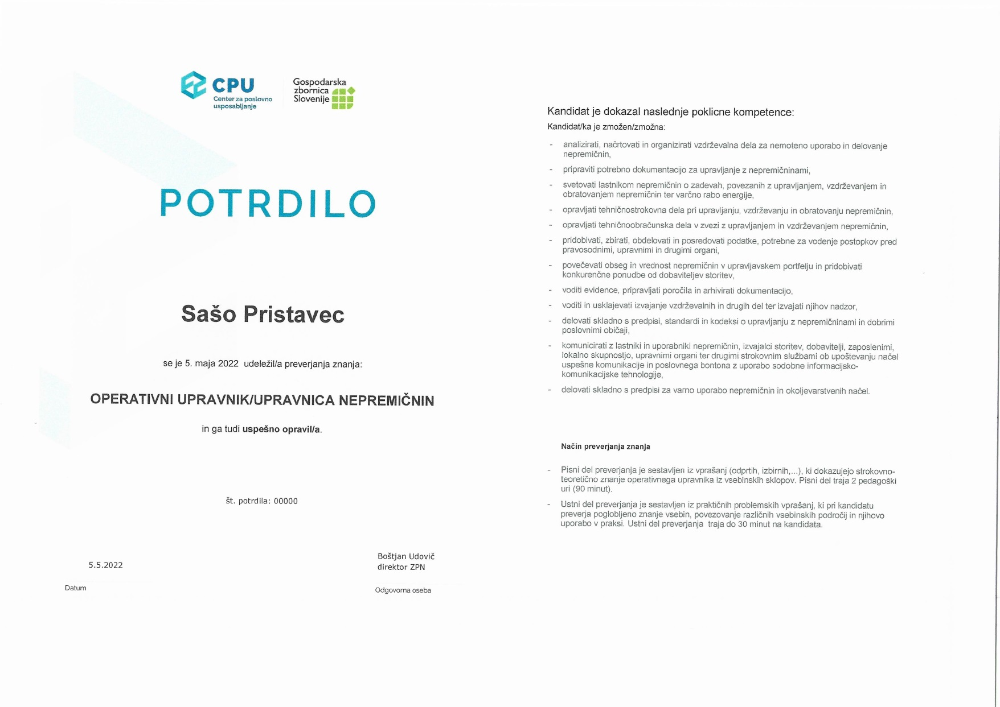 CPU
Center za poslovno
usposabljanje
Gospodarska
zbornica
Slovenije
POTRDILO
Sašo Pristavec
se je 5. maja 2022 udeležil/a preverjanja znanja:
OPERATIVNI UPRAVNIK/UPRAVNICA NEPREMIČNIN
in ga tudi uspešno opravil/a.
št. potrdila: 00000
5.5.2022
Datum
Boštjan Udovič
direktor ZPN
Odgovorna oseba
Kandidat je dokazal naslednje poklicne kompetence:
Kandidat/ka je zmožen/zmožna:
- analizirati, načrtovati in organizirati vzdrževalna dela za nemoteno uporabo in delovanje
nepremičnin,
- pripraviti potrebno dokumentacijo za upravljanje z nepremičninami,
- svetovati lastnikom nepremičnin o zadevah, povezanih z upravljanjem, vzdrževanjem in
obratovanjem nepremičnin ter varčno rabo energije,
- opravljati tehničnostrokovna dela pri upravljanju, vzdrževanju in obratovanju nepremičnin,
- opravljati tehničnoobračunska dela v zvezi z upravljanjem in vzdrževanjem nepremičnin,
- pridobivati, zbirati, obdelovati in posredovati podatke, potrebne za vodenje postopkov pred
pravosodnimi, upravnimi in drugimi organi,
- povečevati obseg in vrednost nepremičnin v upravljavskem portfelju in pridobivati
konkurenčne ponudbe od dobaviteljev storitev,
- voditi evidence, pripravljati poročila in arhivirati dokumentacijo,
- voditi in usklajevati izvajanje vzdrževalnih in drugih del ter izvajati njihov nadzor,
- delovati skladno s predpisi, standardi in kodeksi o upravljanju z nepremičninami in dobrimi
poslovnimi običaji,
- komunicirati z lastniki in uporabniki nepremičnin, izvajalci storitev, dobavitelji, zaposlenimi,
lokalno skupnostjo, upravnimi organi ter drugimi strokovnim službami ob upoštevanju načel
uspešne komunikacije in poslovnega bontona z uporabo sodobne informacijsko-
komunikacijske tehnologije,
- delovati skladno s predpisi za varno uporabo nepremičnin in okoljevarstvenih načel.
Način preverjanja znanja
- Pisni del preverjanja je sestavljen iz vprašanj (odprtih, izbirnih,...), ki dokazujejo strokovno-
teoretično znanje operativnega upravnika iz vsebinskih sklopov. Pisni del traja 2 pedagoški
uri (90 minut).
- Ustni del preverjanja je sestavljen iz praktičnih problemskih vprašanj, ki pri kandidatu
preverja poglobljeno znanje vsebin, povezovanje različnih vsebinskih področij in njihovo
uporabo v praksi. Ustni del preverjanja traja do 30 minut na kandidata.